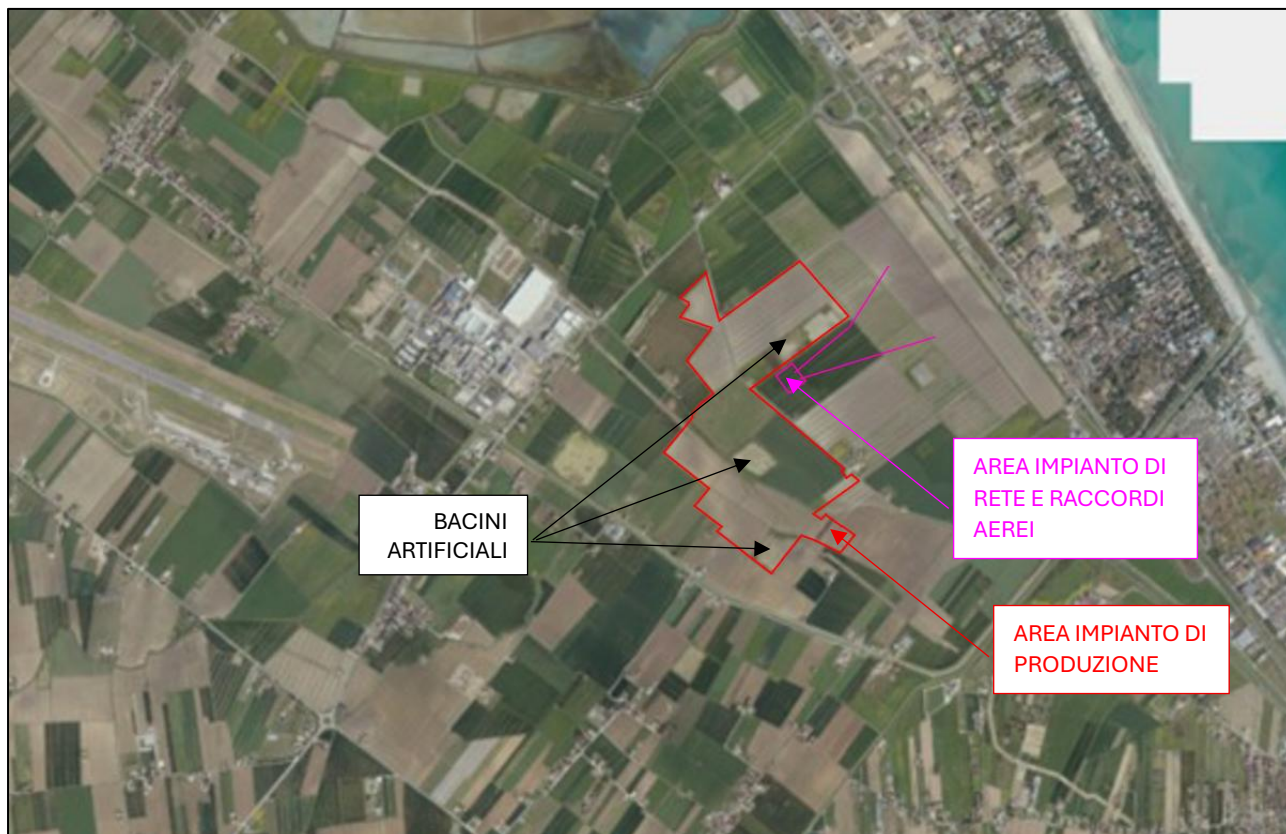 BACINI
ARTIFICIALI
AREA IMPIANTO DI
RETE E RACCORDI
AEREI
AREA IMPIANTO DI
PRODUZIONE